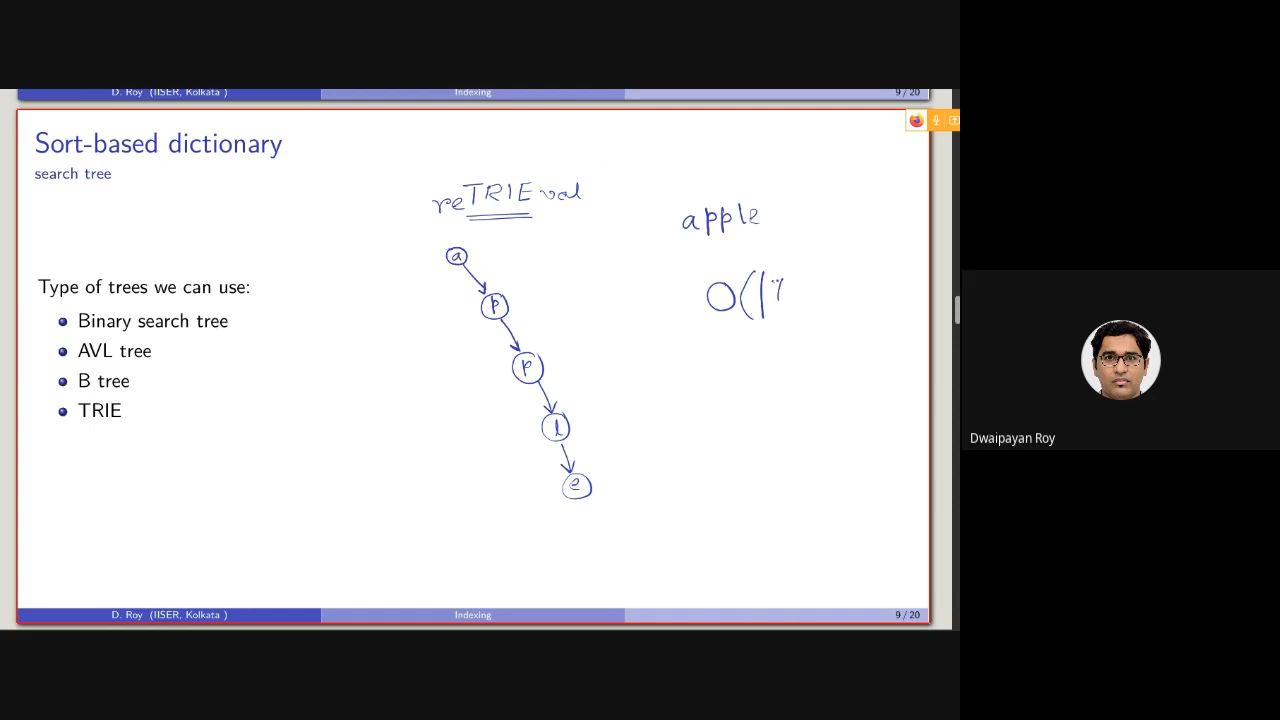 D. Roy (IISER, Kolkata )
Indexing
9 / 20
Sort-based dictionary
search tree
reTRIEval
apple
a
O(|
p
Type of trees we can use:
Binary search tree
AVL tree
p
B tree
TRIE
l
Dwaipayan Roy
e
D. Roy (IISER, Kolkata )
Indexing
9 / 20